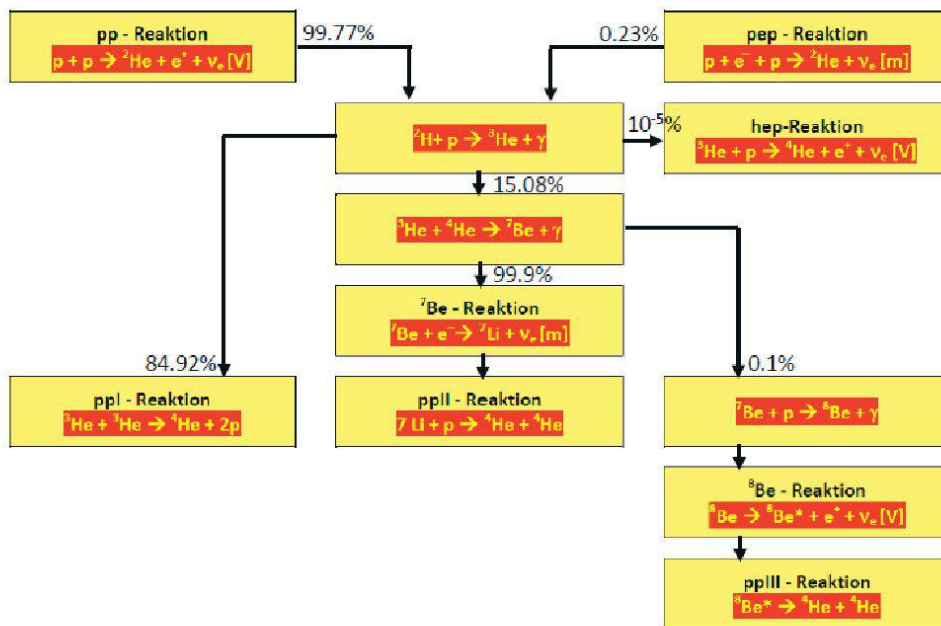 pp - Reaktion
p + p → ²He + e⁺ + νₑ [V]
99.77%
0.23%
pep - Reaktion
p + e⁻ + p → ²He + νₑ [m]
²H + p → ³He + γ
10⁻⁵%
hep-Reaktion
³He + p → ⁴He + e⁺ + νₑ [V]
15.08%
³He + ⁴He → ⁷Be + γ
99.9%
⁷Be - Reaktion
⁷Be + e⁻ → ⁷Li + νₑ [m]
84.92%
0.1%
ppI - Reaktion
³He + ³He → ⁴He + 2p
ppII - Reaktion
7 Li + p → ⁴He + ⁴He
⁷Be + p → ⁸Be + γ
⁸Be - Reaktion
⁸Be → ⁸Be* + e⁺ + νₑ [V]
ppIII - Reaktion
⁸Be* → ⁴He + ⁴He